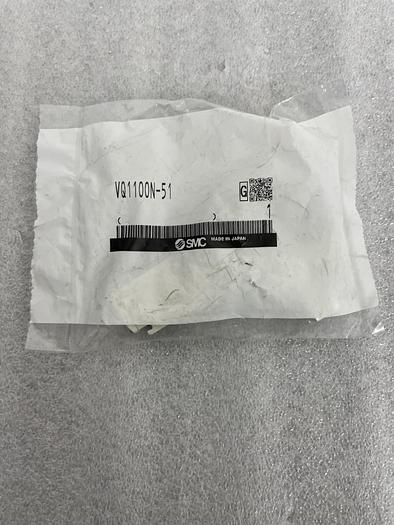 VQ1100N-51
G
1
SMC MADE IN JAPAN